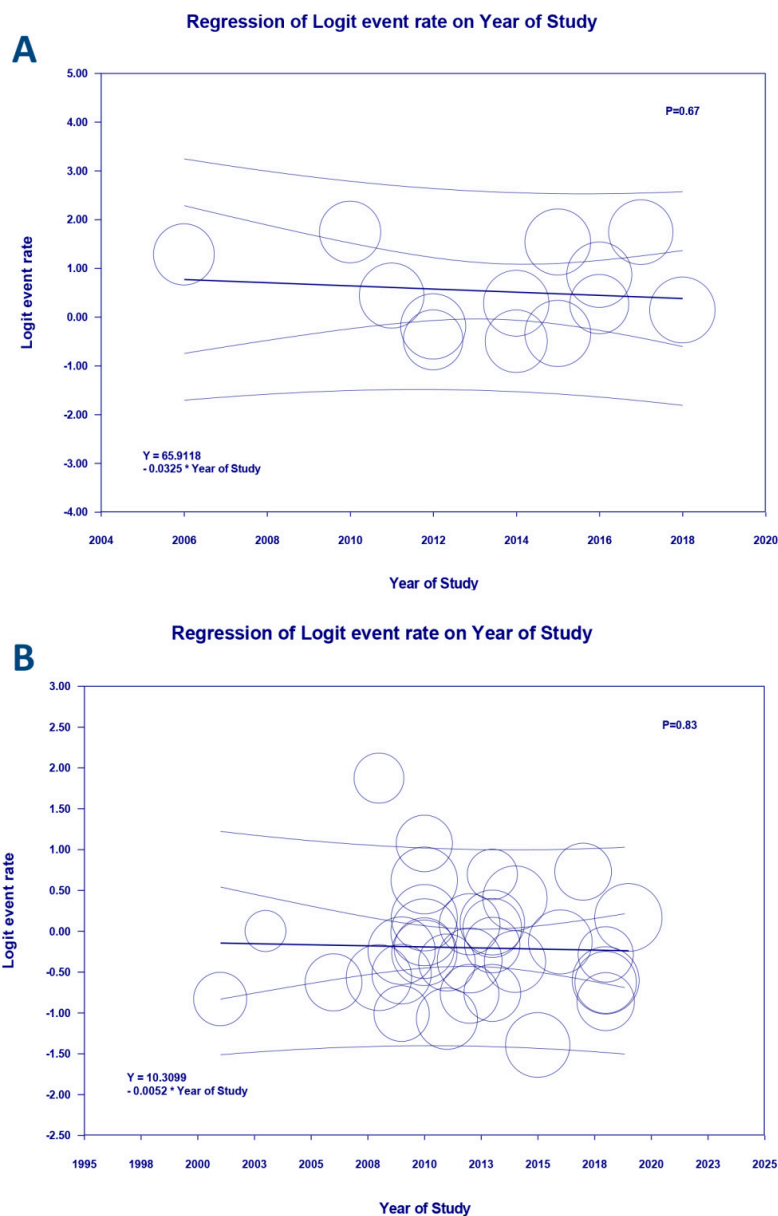 Regression of Logit event rate on Year of Study
A
5.00
P=0.67
4.00
3.00
2.00
1.00
0.00
-1.00
-2.00
-3.00
-4.00
Logit event rate
Y = 65.9118
- 0.0325 * Year of Study
2004 2006 2008 2010 2012 2014 2016 2018 2020
Year of Study
Regression of Logit event rate on Year of Study
B
3.00
P=0.83
2.50
2.00
1.50
1.00
0.50
0.00
-0.50
-1.00
-1.50
-2.00
-2.50
Logit event rate
Y = 10.3099
- 0.0052 * Year of Study
1995 1998 2000 2003 2005 2008 2010 2013 2015 2018 2020 2023 2025
Year of Study